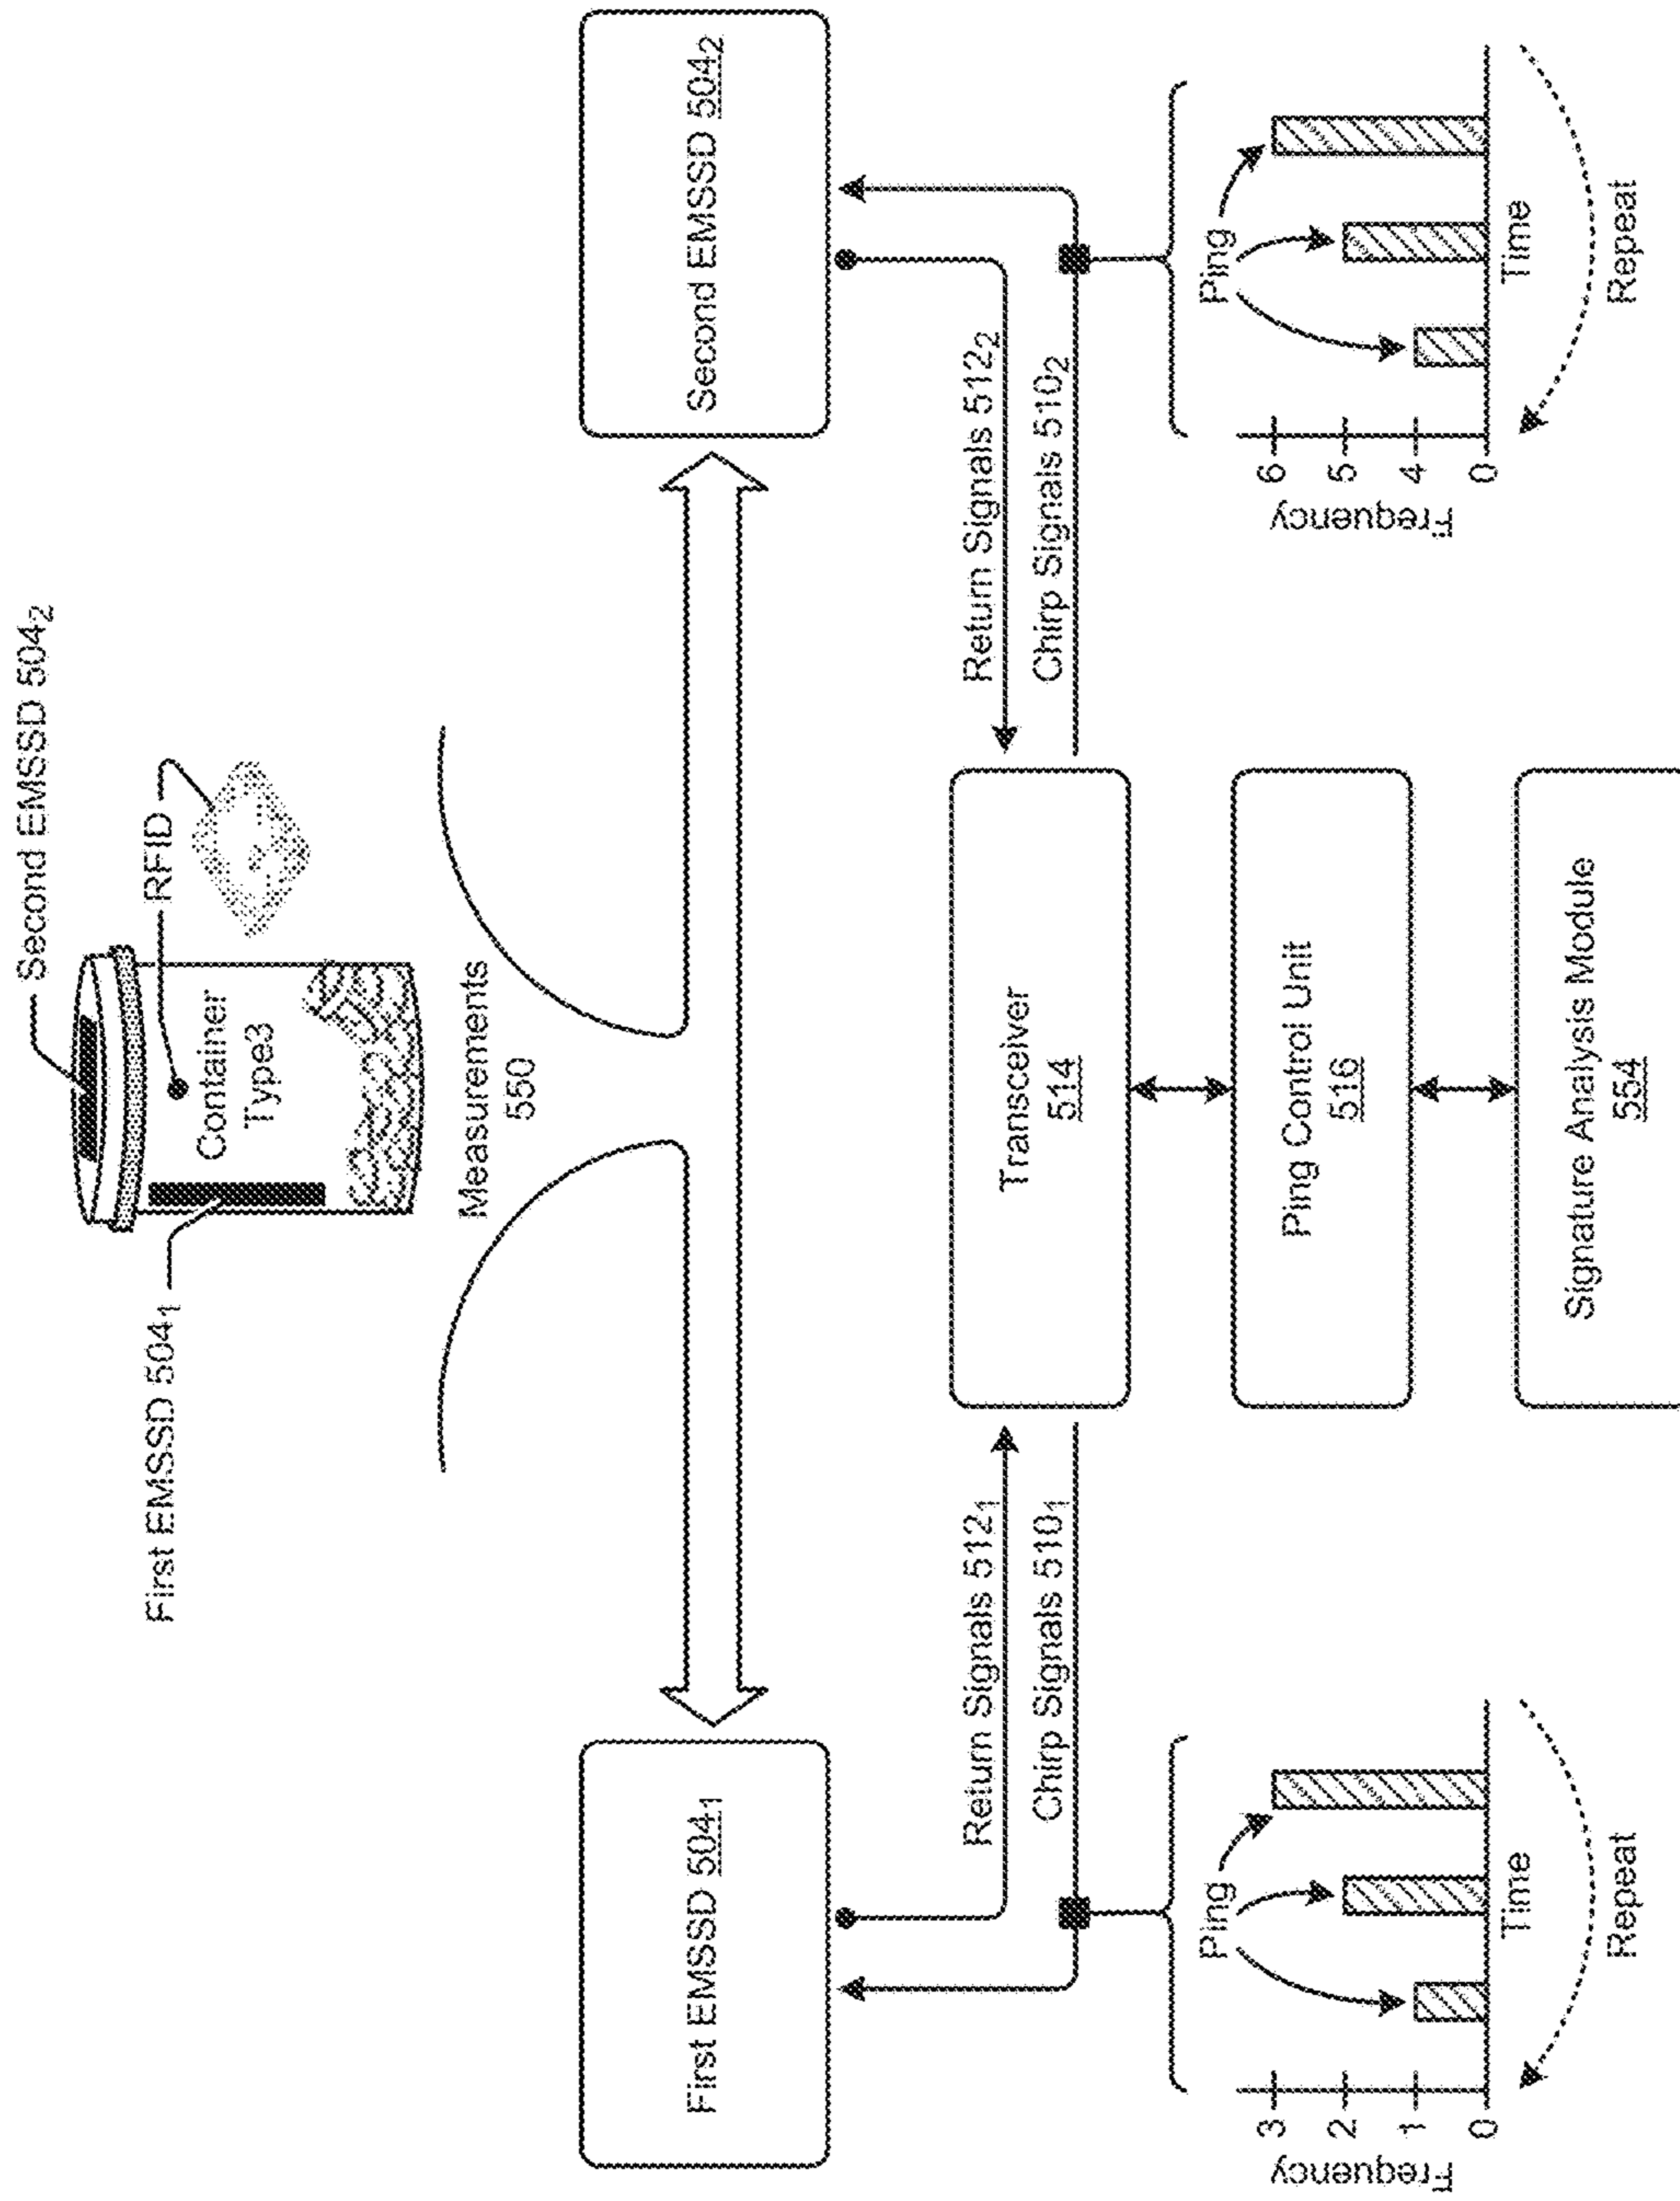 Second EMSSD 504₂
First EMSSD 504₁
RFID
Container
Type3
Measurements
550
First EMSSD 504₁
Second EMSSD 504₂
Return Signals 512₁
Chirp Signals 510₁
Return Signals 512₂
Chirp Signals 510₂
Transceiver
514
Ping Control Unit
516
Signature Analysis Module
554
Frequency
3
2
1
0
Ping
Time
Repeat
Frequency
6
5
4
0
Ping
Time
Repeat